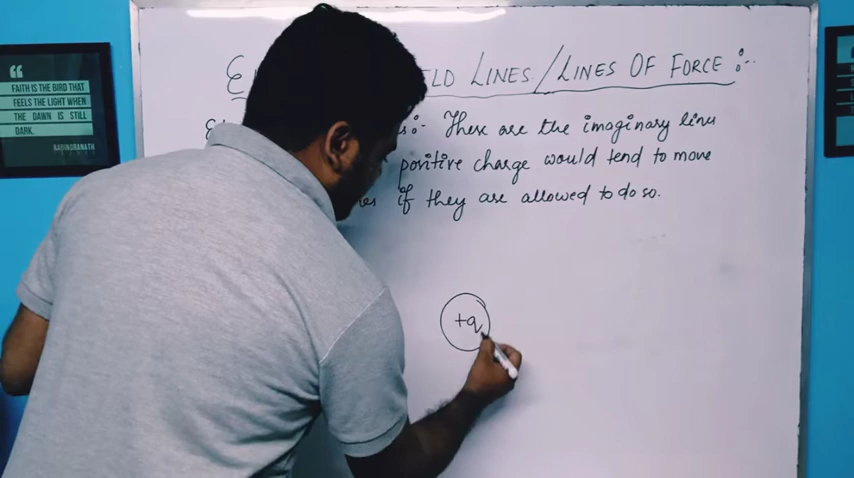 “
FAITH IS THE BIRD THAT
FEELS THE LIGHT WHEN
THE DAWN IS STILL
DARK.
RABINDRANATH
LINES / LINES OF FORCE :-
:- These are the imaginary lines
positive charge would tend to move
if they are allowed to do so.
+q